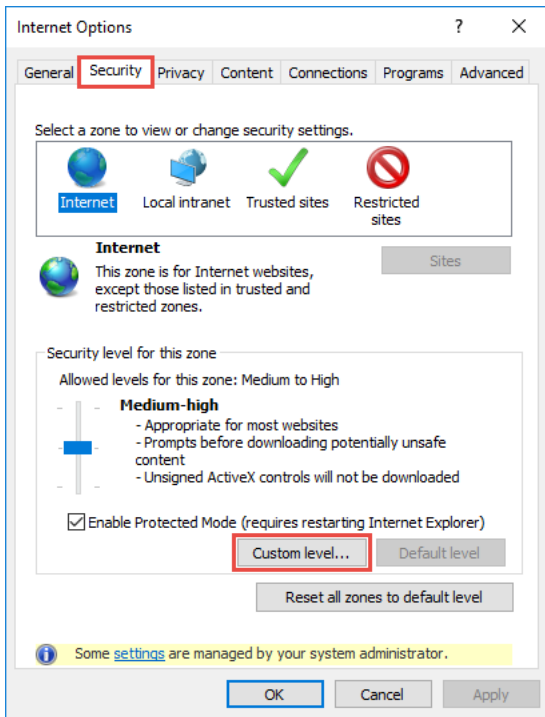 Internet Options
? ×
General Security Privacy Content Connections Programs Advanced
Select a zone to view or change security settings.
Internet Local intranet Trusted sites Restricted
sites
Internet
Sites
This zone is for Internet websites,
except those listed in trusted and
restricted zones.
Security level for this zone
Allowed levels for this zone: Medium to High
Medium-high
- Appropriate for most websites
- Prompts before downloading potentially unsafe
content
- Unsigned ActiveX controls will not be downloaded
Enable Protected Mode (requires restarting Internet Explorer)
Custom level... Default level
Reset all zones to default level
Some settings are managed by your system administrator.
OK Cancel Apply